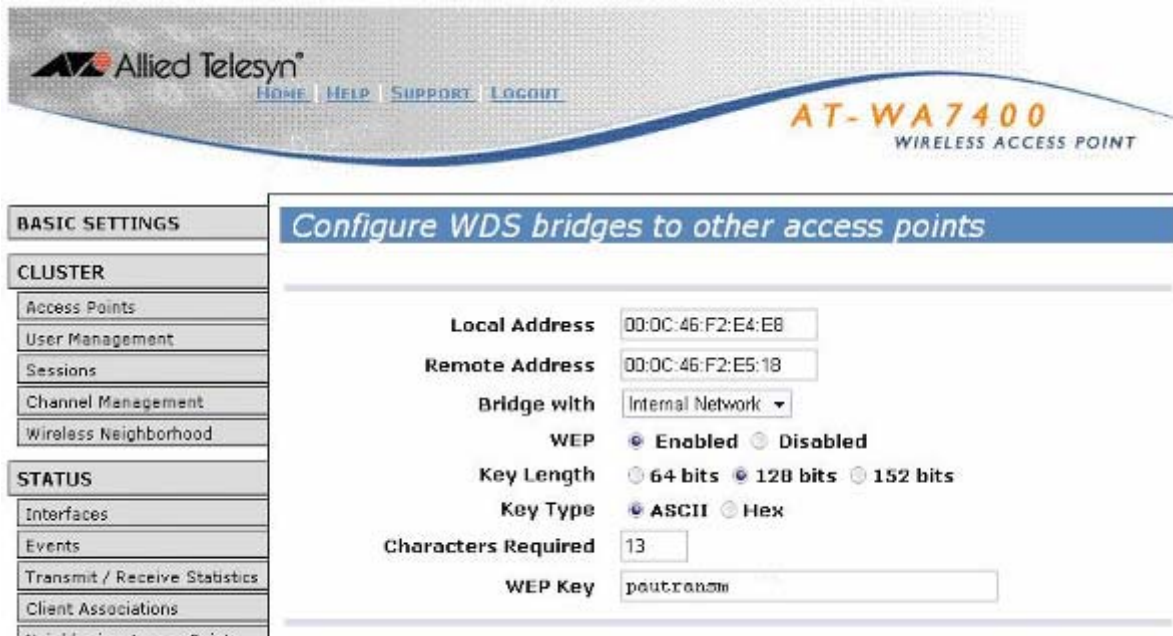 Allied Telesyn®
HOME | HELP | SUPPORT | LOGOUT
AT-WA7400
WIRELESS ACCESS POINT
BASIC SETTINGS
CLUSTER
Access Points
User Management
Sessions
Channel Management
Wireless Neighborhood
STATUS
Interfaces
Events
Transmit / Receive Statistics
Client Associations
Configure WDS bridges to other access points
Local Address 00:0C:46:F2:E4:E8
Remote Address 00:0C:46:F2:E5:18
Bridge with Internal Network
WEP Enabled Disabled
Key Length 64 bits 128 bits 152 bits
Key Type ASCII Hex
Characters Required 13
WEP Key pautransm